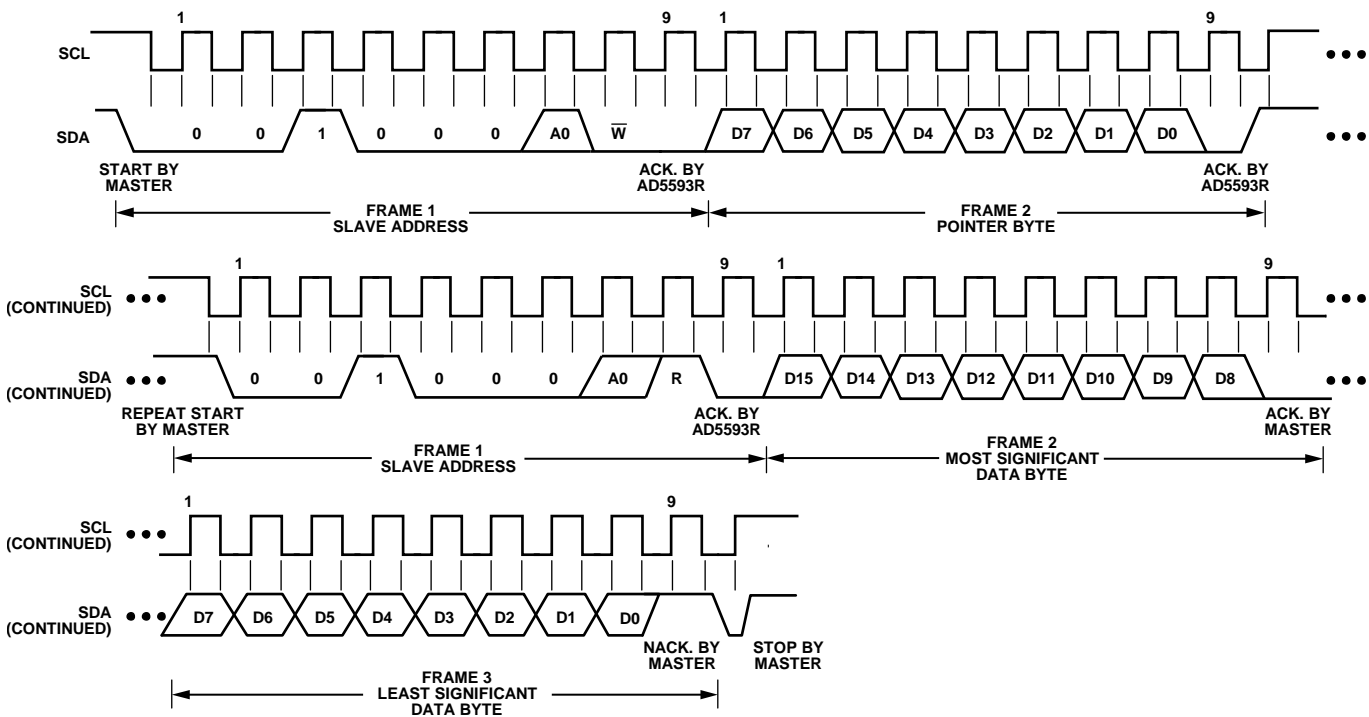 1 9 1 9
SCL
SDA 0 0 1 0 0 0 A0 W̅ D7 D6 D5 D4 D3 D2 D1 D0
START BY
MASTER
ACK. BY
AD5593R
ACK. BY
AD5593R
FRAME 1
SLAVE ADDRESS
FRAME 2
POINTER BYTE
1 9 1 9
SCL
(CONTINUED)
SDA
(CONTINUED)
0 0 1 0 0 0 A0 R D15 D14 D13 D12 D11 D10 D9 D8
REPEAT START
BY MASTER
ACK. BY
AD5593R
ACK. BY
MASTER
FRAME 1
SLAVE ADDRESS
FRAME 2
MOST SIGNIFICANT
DATA BYTE
1 9
SCL
(CONTINUED)
SDA
(CONTINUED)
D7 D6 D5 D4 D3 D2 D1 D0
NACK. BY
MASTER
STOP BY
MASTER
FRAME 3
LEAST SIGNIFICANT
DATA BYTE